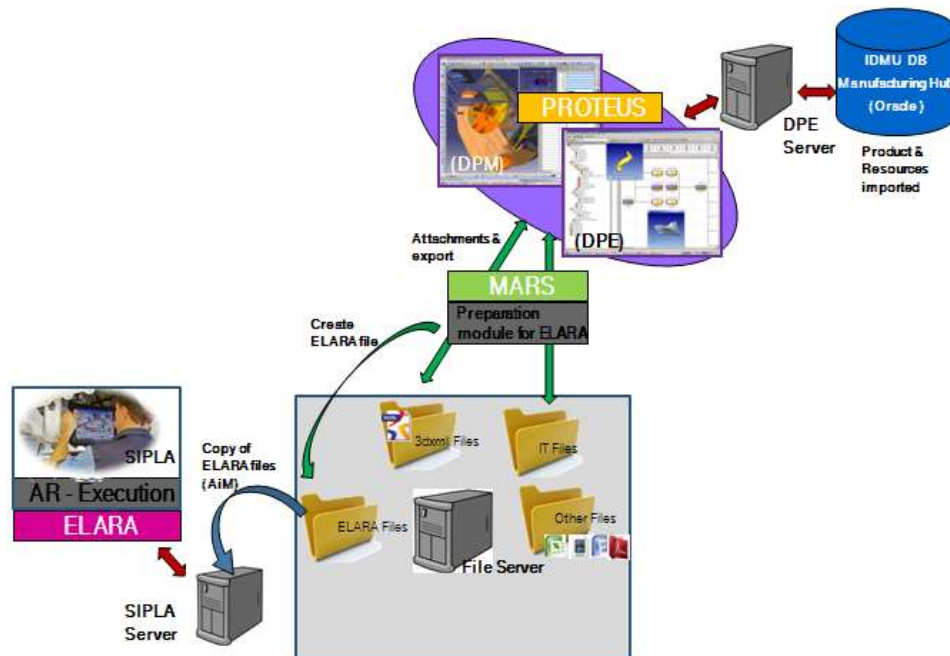 IDMU DB
Manufacturing Hub
(Oracle)
PROTEUS
(DPM)
DPE
Server
Product &
Resources
imported
(DPE)
Attachments &
export
MARS
Preparation
module for ELARA
Create
ELARA file
3dxml Files
IT Files
SIPLA
Copy of
ELARA files
(AiM)
AR - Execution
ELARA
ELARA Files
Other Files
File Server
SIPLA
Server